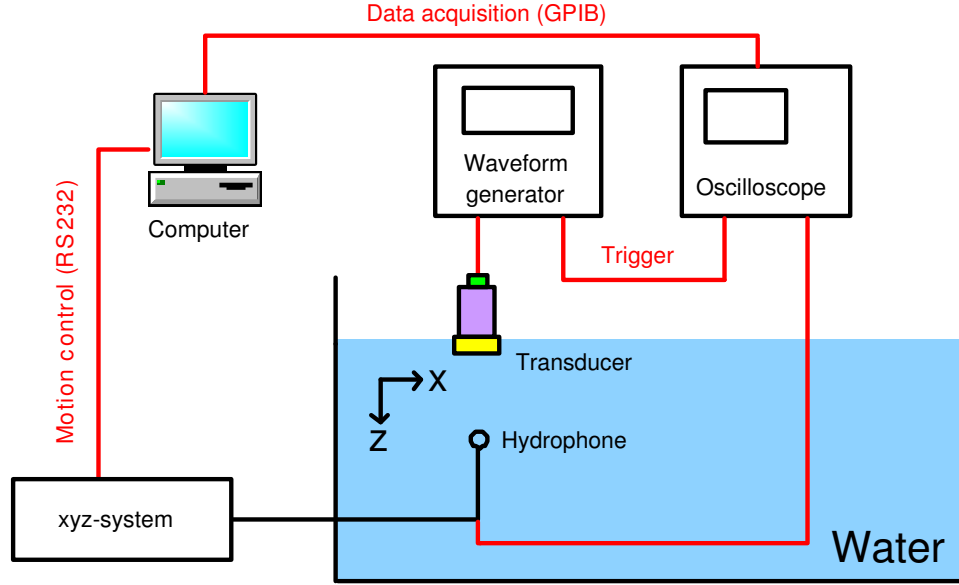 Data acquisition (GPIB)
Waveform
generator
Oscilloscope
Computer
Motion control (RS232)
Trigger
Transducer
X
Z
Hydrophone
xyz-system
Water